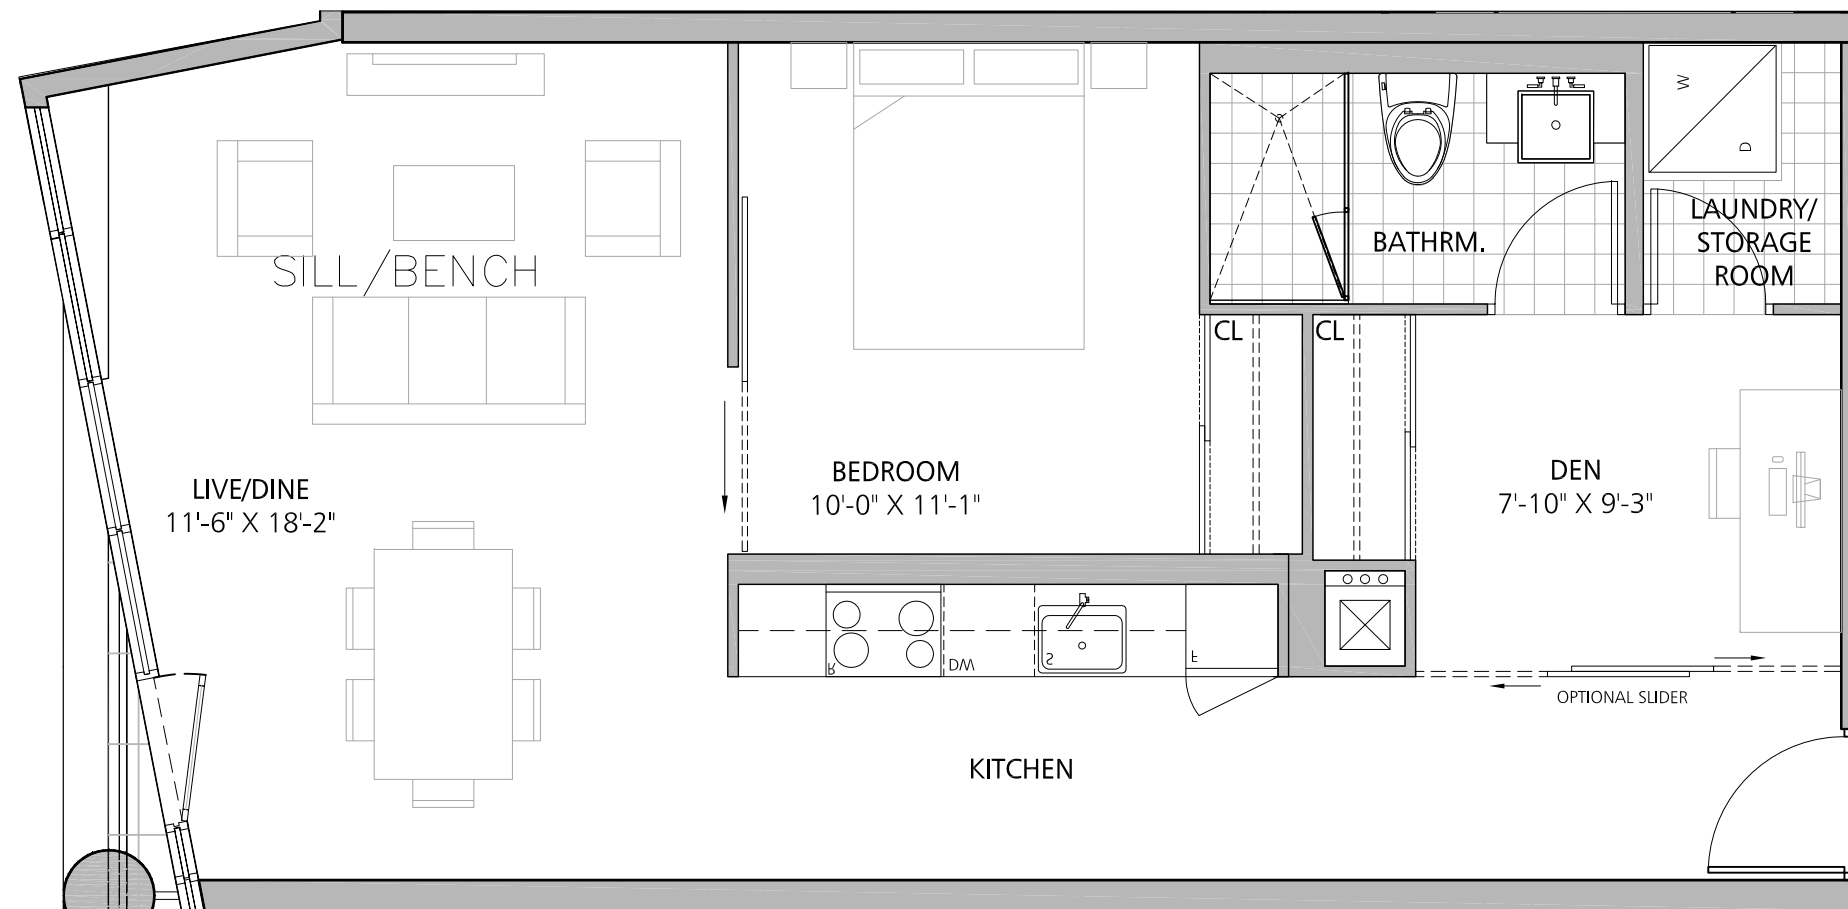 W
D
LAUNDRY/
STORAGE
ROOM
BATHRM.
SILL/BENCH
CL
CL
LIVE/DINE
11'-6" X 18'-2"
BEDROOM
10'-0" X 11'-1"
DEN
7'-10" X 9'-3"
R
DW
S
F
OPTIONAL SLIDER
KITCHEN